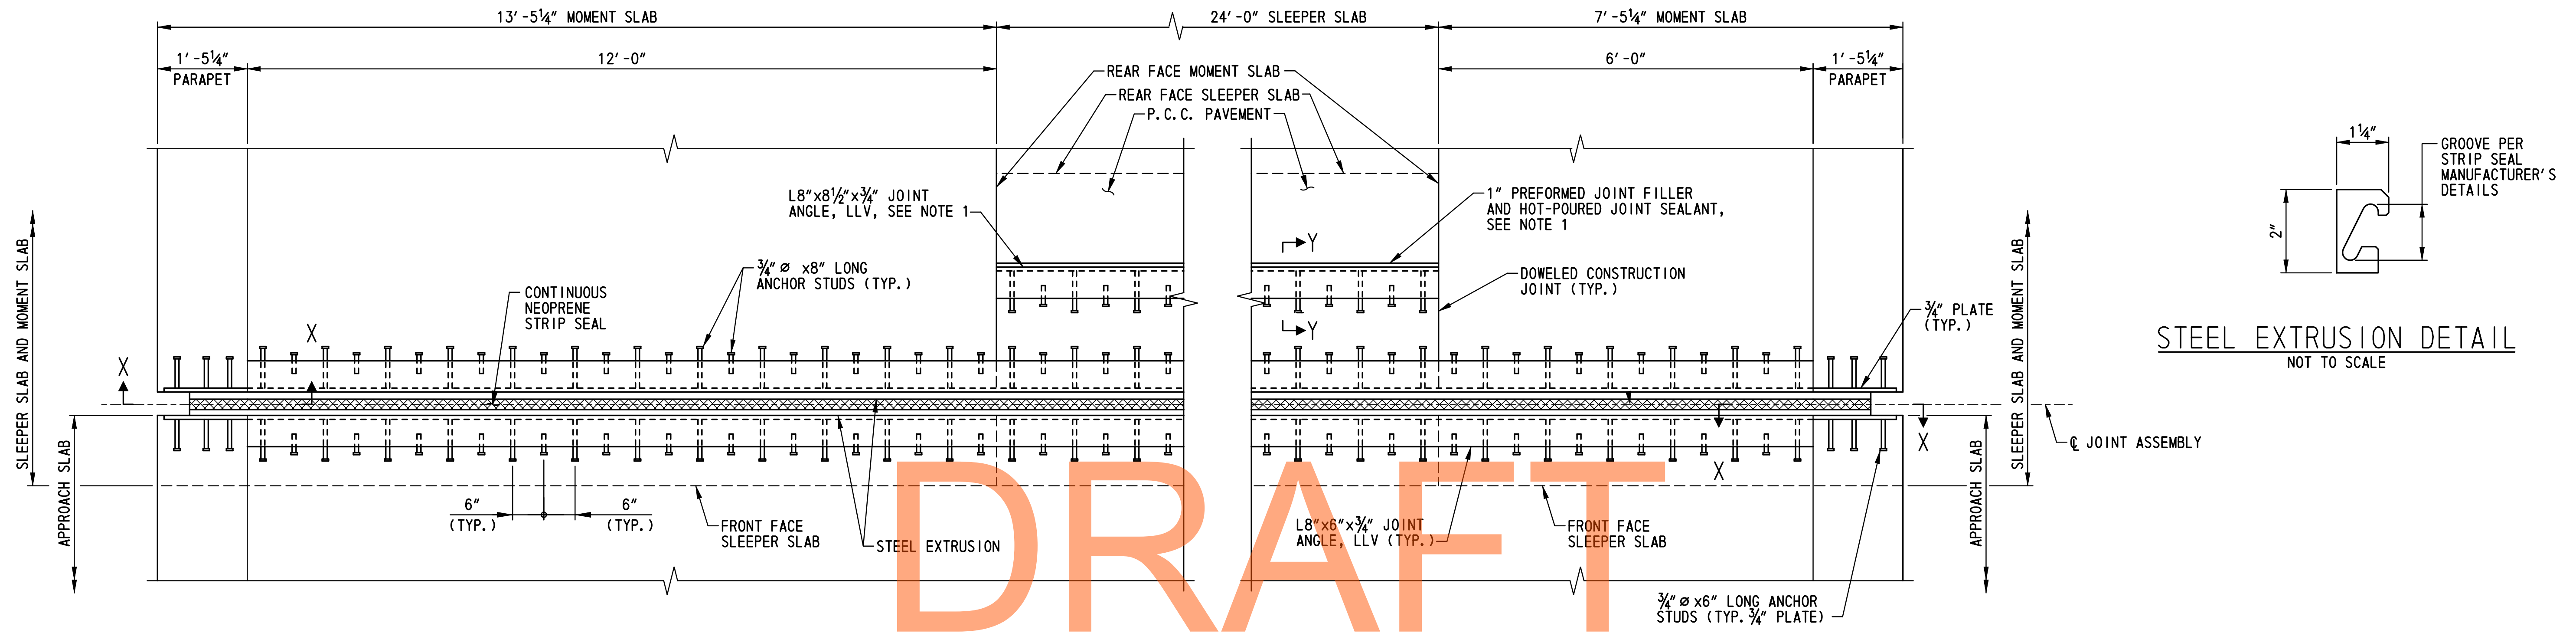 13'-5¼" MOMENT SLAB
24'-0" SLEEPER SLAB
7'-5¼" MOMENT SLAB
1'-5¼"
PARAPET
12'-0"
6'-0"
1'-5¼"
PARAPET
REAR FACE MOMENT SLAB
REAR FACE SLEEPER SLAB
P.C.C. PAVEMENT
L8"x8½"x¾" JOINT
ANGLE, LLV, SEE NOTE 1
1" PREFORMED JOINT FILLER
AND HOT-POURED JOINT SEALANT,
SEE NOTE 1
¾" ⌀ x8" LONG
ANCHOR STUDS (TYP.)
CONTINUOUS
NEOPRENE
STRIP SEAL
DOWELED CONSTRUCTION
JOINT (TYP.)
¾" PLATE
(TYP.)
Y
Y
X
X
X
X
SLEEPER SLAB AND MOMENT SLAB
APPROACH SLAB
SLEEPER SLAB AND MOMENT SLAB
APPROACH SLAB
℄ JOINT ASSEMBLY
6"
(TYP.)
6"
(TYP.)
FRONT FACE
SLEEPER SLAB
STEEL EXTRUSION
L8"x6"x¾" JOINT
ANGLE, LLV (TYP.)
FRONT FACE
SLEEPER SLAB
¾" ⌀ x6" LONG ANCHOR
STUDS (TYP. ¾" PLATE)
DRAFT
1¼"
2"
GROOVE PER
STRIP SEAL
MANUFACTURER'S
DETAILS
STEEL EXTRUSION DETAIL
NOT TO SCALE